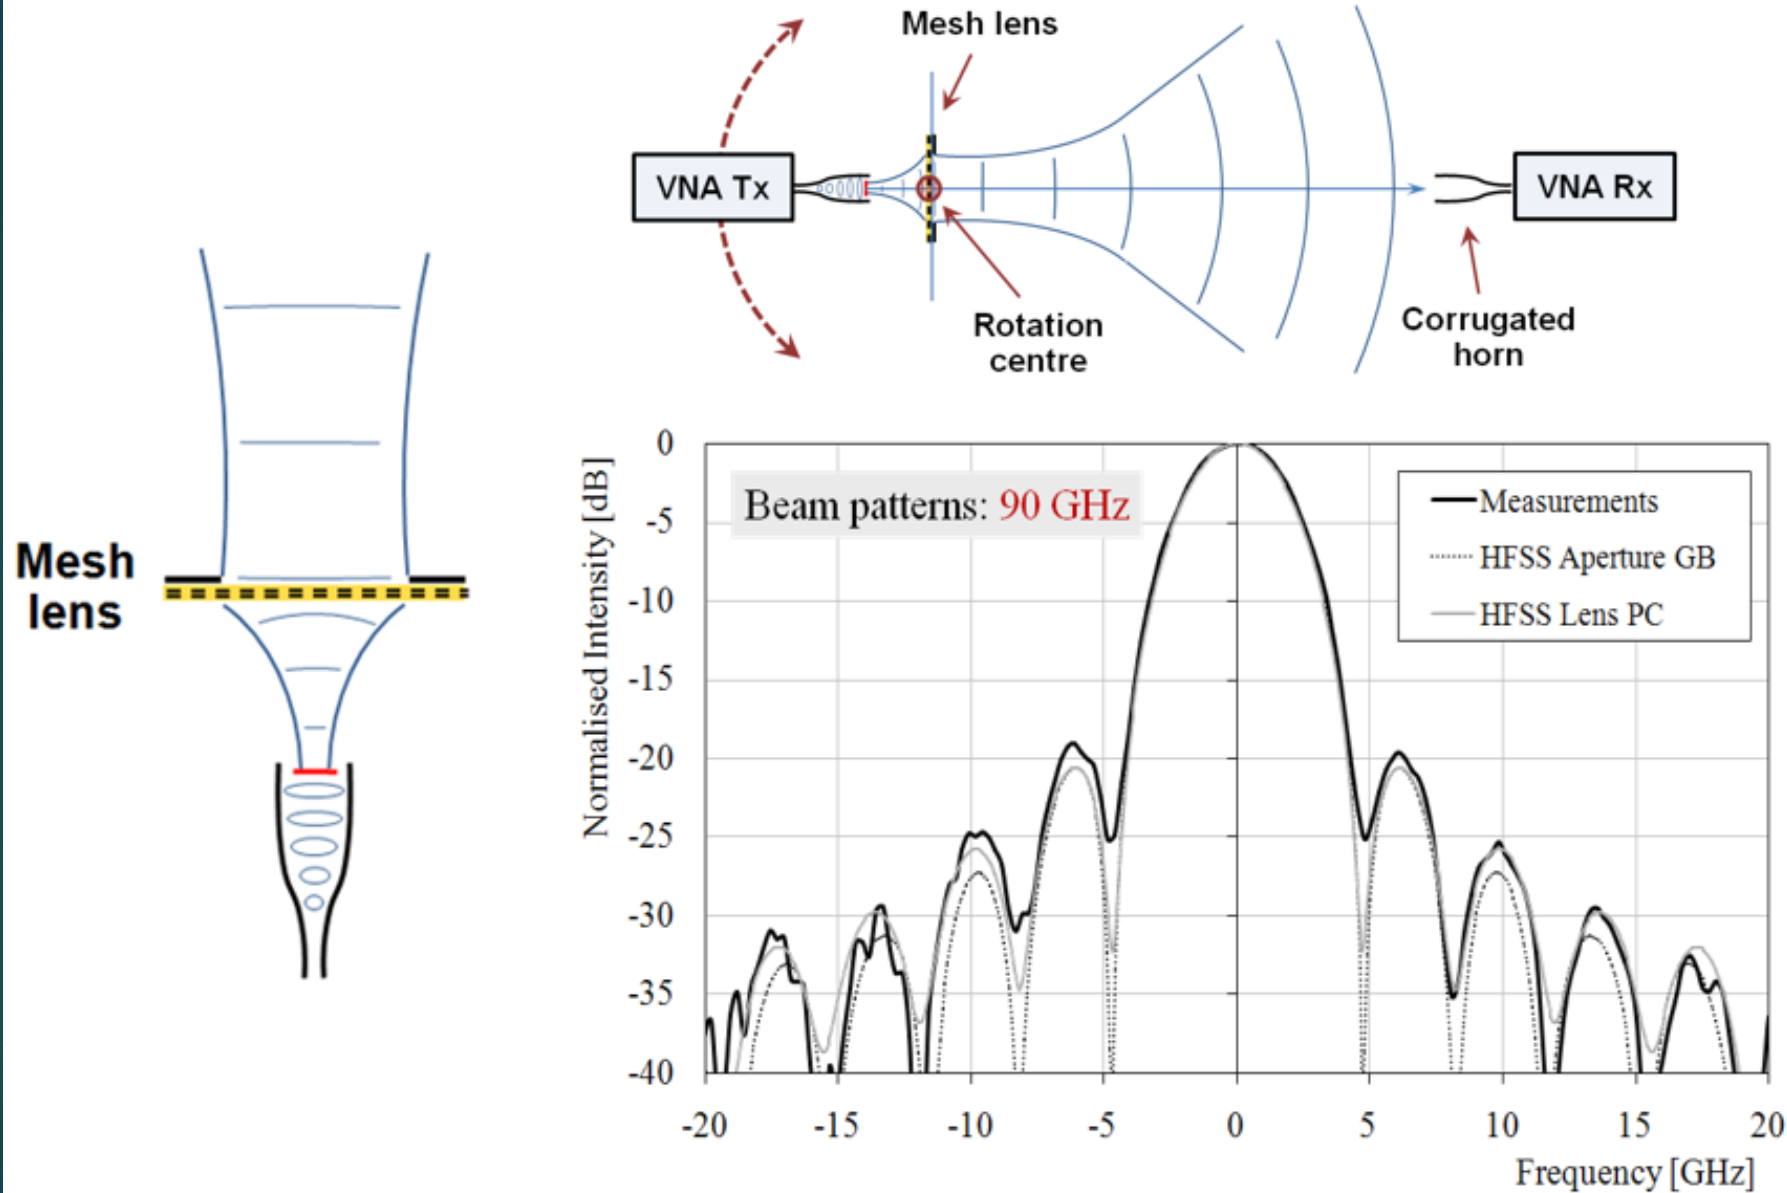 Mesh lens
VNA Tx
VNA Rx
Rotation
centre
Corrugated
horn
Mesh
lens
Beam patterns: 90 GHz
Measurements
HFSS Aperture GB
HFSS Lens PC
Normalised Intensity [dB]
0
-5
-10
-15
-20
-25
-30
-35
-40
-20
-15
-10
-5
0
5
10
15
20
Frequency [GHz]